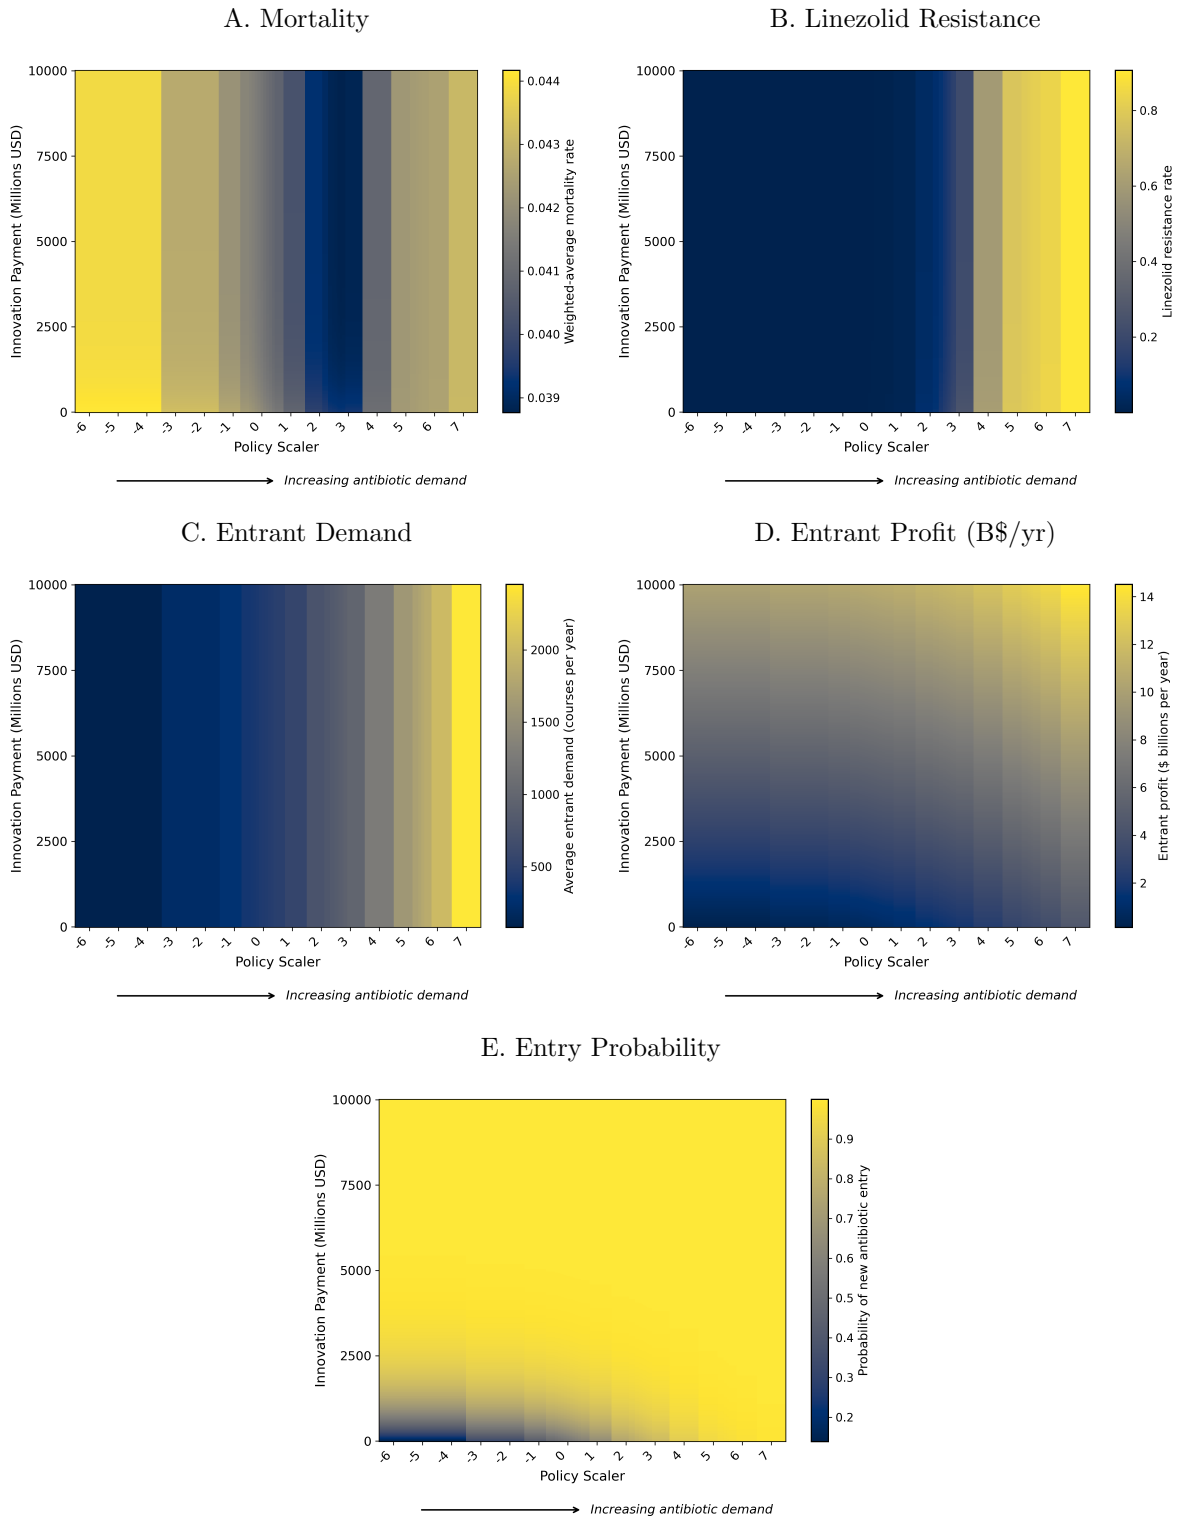 A. Mortality
10000
7500
5000
2500
0
Innovation Payment (Millions USD)
-6 -5 -4 -3 -2 -1 0 1 2 3 4 5 6 7
Policy Scaler
Increasing antibiotic demand
0.044
0.043
0.042
0.041
0.040
0.039
Weighted-average mortality rate
B. Linezolid Resistance
10000
7500
5000
2500
0
Innovation Payment (Millions USD)
-6 -5 -4 -3 -2 -1 0 1 2 3 4 5 6 7
Policy Scaler
Increasing antibiotic demand
0.8
0.6
0.4
0.2
Linezolid resistance rate
C. Entrant Demand
10000
7500
5000
2500
0
Innovation Payment (Millions USD)
-6 -5 -4 -3 -2 -1 0 1 2 3 4 5 6 7
Policy Scaler
Increasing antibiotic demand
2000
1500
1000
500
Average entrant demand (courses per year)
D. Entrant Profit (B$/yr)
10000
7500
5000
2500
0
Innovation Payment (Millions USD)
-6 -5 -4 -3 -2 -1 0 1 2 3 4 5 6 7
Policy Scaler
Increasing antibiotic demand
14
12
10
8
6
4
2
Entrant profit ($ billions per year)
E. Entry Probability
10000
7500
5000
2500
0
Innovation Payment (Millions USD)
-6 -5 -4 -3 -2 -1 0 1 2 3 4 5 6 7
Policy Scaler
Increasing antibiotic demand
0.9
0.8
0.7
0.6
0.5
0.4
0.3
0.2
Probability of new antibiotic entry